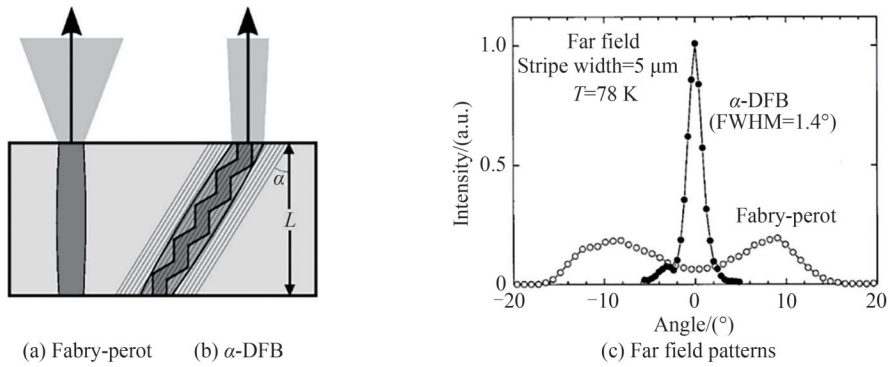 α
L
(a) Fabry-perot
(b) α-DFB
Intensity/(a.u.)
1.0
0.5
0
Far field
Stripe width=5 μm
T=78 K
α-DFB
(FWHM=1.4°)
Fabry-perot
−20
−10
0
10
20
Angle/(°)
(c) Far field patterns